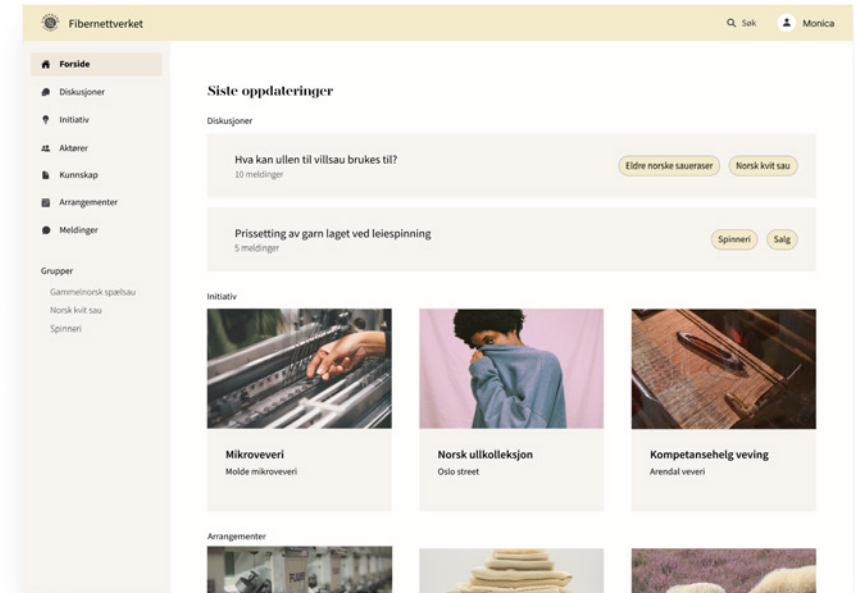 Fibernettverket
Søk
Monica
Forside
Diskusjoner
Initiativ
Aktører
Kunnskap
Arrangementer
Meldinger
Grupper
Gammelnorsk spælsau
Norsk kvit sau
Spinneri
Siste oppdateringer
Diskusjoner
Hva kan ullen til villsau brukes til?
10 meldinger
Eldre norske saueraser
Norsk kvit sau
Prissetting av garn laget ved leiespinning
5 meldinger
Spinneri
Salg
Initiativ
Mikroveveri
Molde mikroveveri
Norsk ullkolleksjon
Oslo street
Kompetansehelg veving
Arendal veveri
Arrangementer